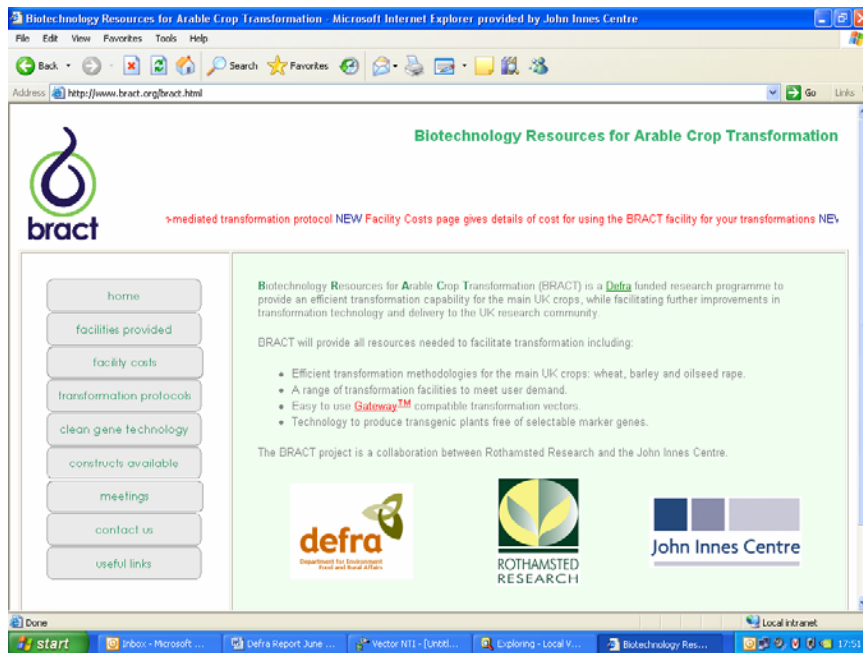 Biotechnology Resources for Arable Crop Transformation - Microsoft Internet Explorer provided by John Innes Centre
File Edit View Favorites Tools Help
Back Search Favorites
Address http://www.bract.org/bract.html Go Links
Biotechnology Resources for Arable Crop Transformation
bract
-mediated transformation protocol NEW Facility Costs page gives details of cost for using the BRACT facility for your transformations NEW
home
facilities provided
facility costs
transformation protocols
clean gene technology
constructs available
meetings
contact us
useful links
Biotechnology Resources for Arable Crop Transformation (BRACT) is a Defra funded research programme to
provide an efficient transformation capability for the main UK crops, while facilitating further improvements in
transformation technology and delivery to the UK research community.
BRACT will provide all resources needed to facilitate transformation including:
• Efficient transformation methodologies for the main UK crops: wheat, barley and oilseed rape.
• A range of transformation facilities to meet user demand.
• Easy to use Gateway™ compatible transformation vectors.
• Technology to produce transgenic plants free of selectable marker genes.
The BRACT project is a collaboration between Rothamsted Research and the John Innes Centre.
defra
Department for Environment
Food and Rural Affairs
ROTHAMSTED
RESEARCH
John Innes Centre
Done Local intranet
start Inbox - Microsoft ... Defra Report June ... Vector NTI - [Untitl... Exploring - Local V... Biotechnology Res... 17:51